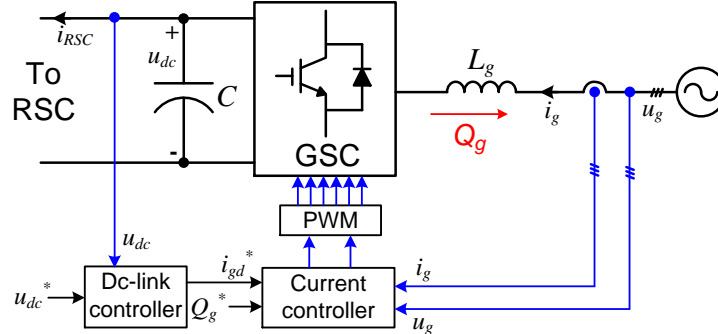 i_RSC
To
RSC
+
u_dc
C
-
GSC
L_g
i_g
u_g
Q_g
PWM
u_dc
i_gd*
u_dc*
Dc-link
controller
Q_g*
Current
controller
i_g
u_g